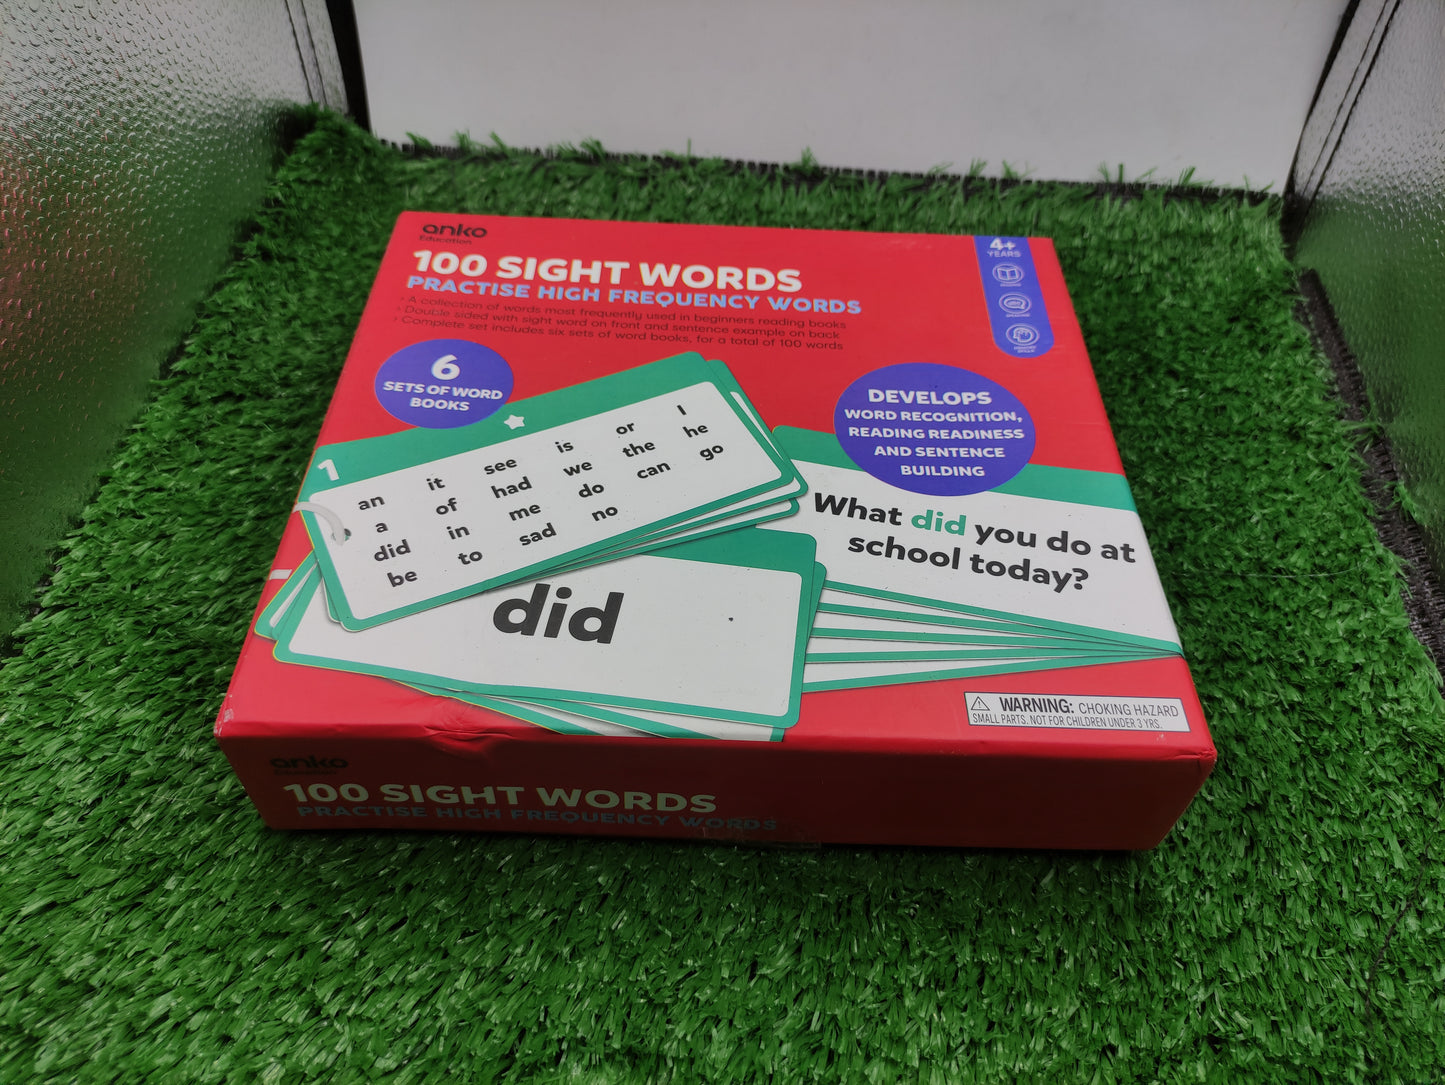 anko
Education
100 SIGHT WORDS
PRACTISE HIGH FREQUENCY WORDS
› A collection of words most frequently used in beginners reading books
› Double sided with sight word on front and sentence example on back
› Complete set includes six sets of word books, for a total of 100 words
4+
YEARS
READING
SPEAKING
MEMORY
SKILLS
6
SETS OF WORD
BOOKS
DEVELOPS
WORD RECOGNITION,
READING READINESS
AND SENTENCE
BUILDING
1
an it see is or I
a of had we the he
did in me do can go
be to sad no
What did you do at
school today?
did
WARNING: CHOKING HAZARD
SMALL PARTS. NOT FOR CHILDREN UNDER 3 YRS.
anko
Education
100 SIGHT WORDS
PRACTISE HIGH FREQUENCY WORDS